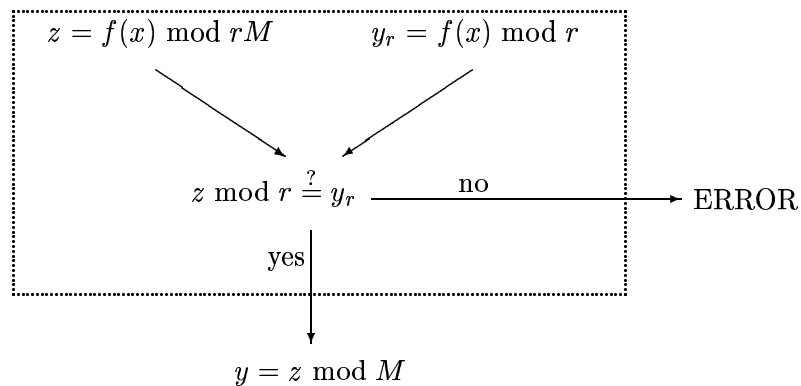 z = f(x) mod rM
y_r = f(x) mod r
z mod r ≟ y_r
no
ERROR
yes
y = z mod M